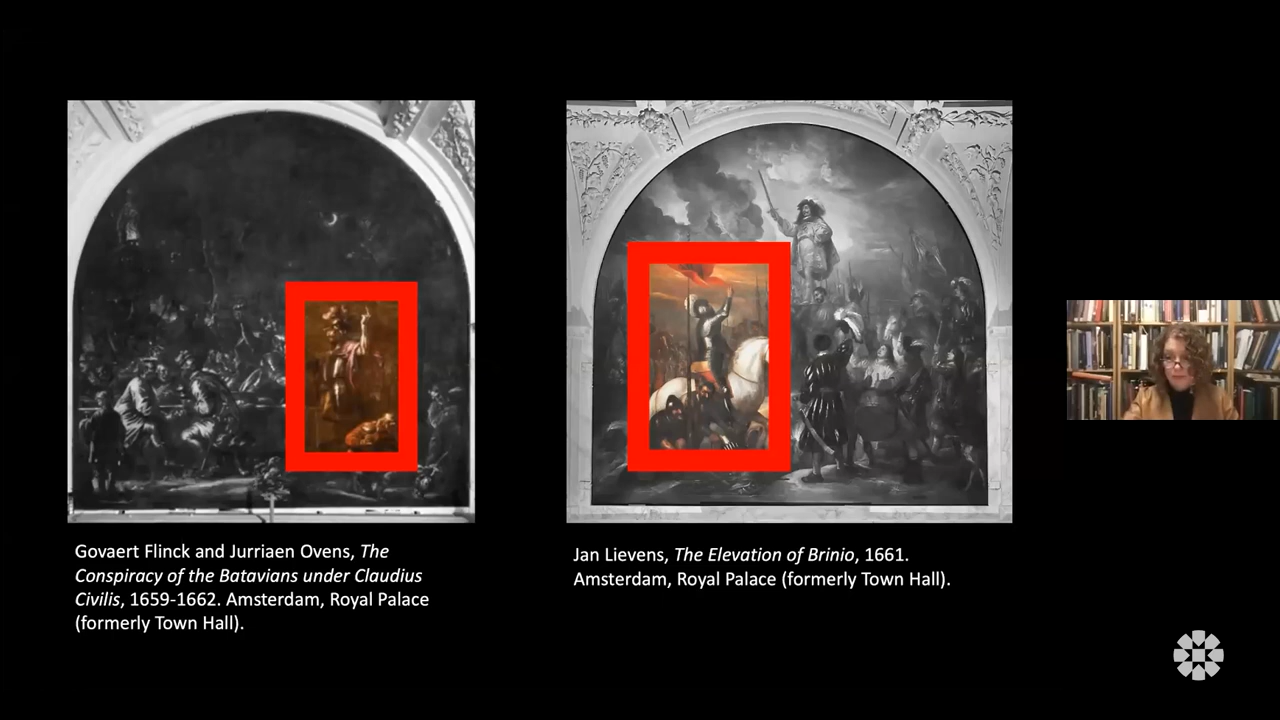 Govaert Flinck and Jurriaen Ovens, The
Conspiracy of the Batavians under Claudius
Civilis, 1659-1662. Amsterdam, Royal Palace
(formerly Town Hall).
Jan Lievens, The Elevation of Brinio, 1661.
Amsterdam, Royal Palace (formerly Town Hall).